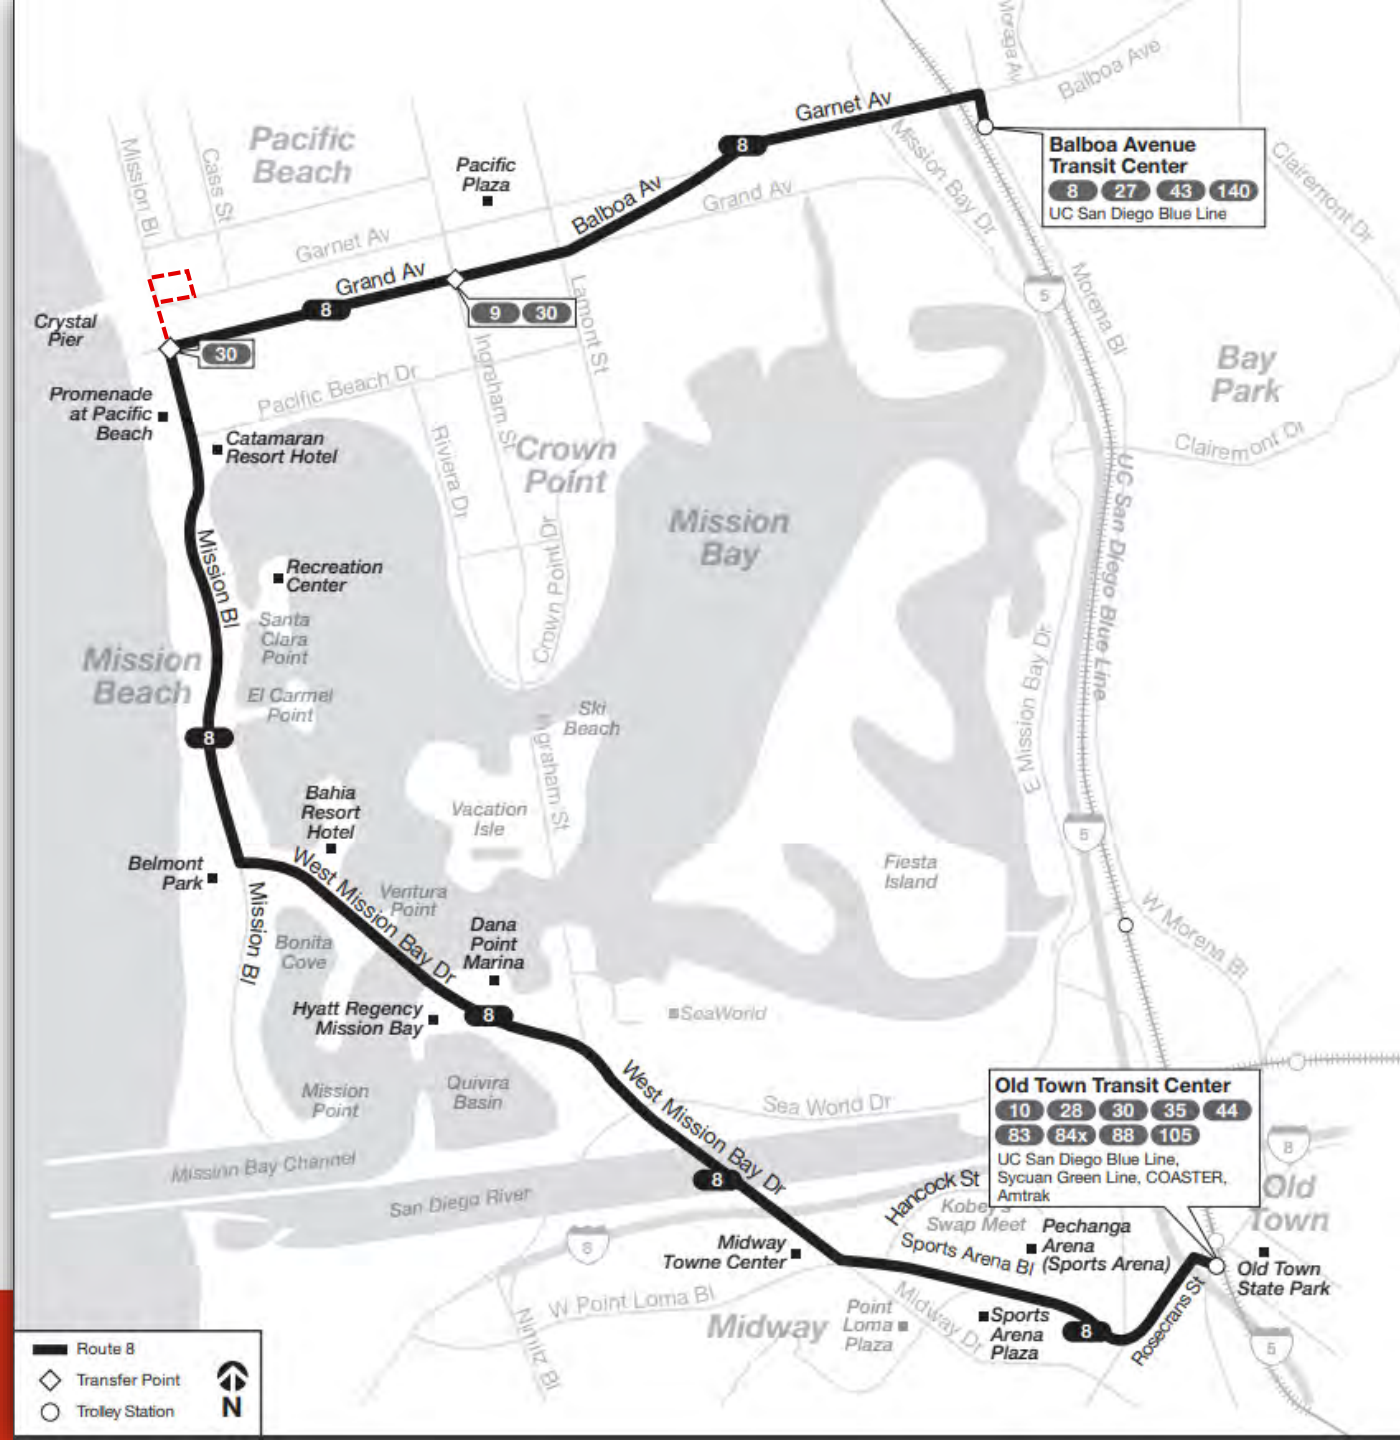 Moraga Av
Balboa Ave
Garnet Av
8
Mission Bl
Cass St
Pacific
Beach
Pacific
Plaza
Mission Bay Dr
Balboa Avenue
Transit Center
8 27 43 140
UC San Diego Blue Line
Clairemont Dr
Balboa Av
Grand Av
Garnet Av
Grand Av
8
9 30
Lamont St
5
Morena Bl
Crystal
Pier
30
Bay
Park
Promenade
at Pacific
Beach
Pacific Beach Dr
Ingraham St
Catamaran
Resort Hotel
Riviera Dr
Crown
Point
Clairemont Dr
UC San Diego Blue Line
Mission
Bay
Mission Bl
Recreation
Center
Crown Point Dr
Santa
Clara
Point
Mission
Beach
El Carmel
Point
E Mission Bay Dr
Ski
Beach
Ingraham St
8
Bahia
Resort
Hotel
Vacation
Isle
5
Belmont
Park
West Mission Bay Dr
Fiesta
Island
Mission Bl
Ventura
Point
Dana
Point
Marina
W Morena Bl
Bonita
Cove
Hyatt Regency
Mission Bay
8
SeaWorld
West Mission Bay Dr
Mission
Point
Quivira
Basin
Sea World Dr
Old Town Transit Center
10 28 30 35 44
83 84x 88 105
UC San Diego Blue Line,
Sycuan Green Line, COASTER,
Amtrak
8
Mission Bay Channel
San Diego River
8
Hancock St
Kobey's
Swap Meet
Old
Town
8
Midway
Towne Center
Sports Arena Bl
Pechanga
Arena
(Sports Arena)
Old Town
State Park
W Point Loma Bl
Nimitz Bl
Midway
Point
Loma
Plaza
Midway Dr
Sports
Arena
Plaza
8
Rosecrans St
5
Route 8
Transfer Point
Trolley Station
N